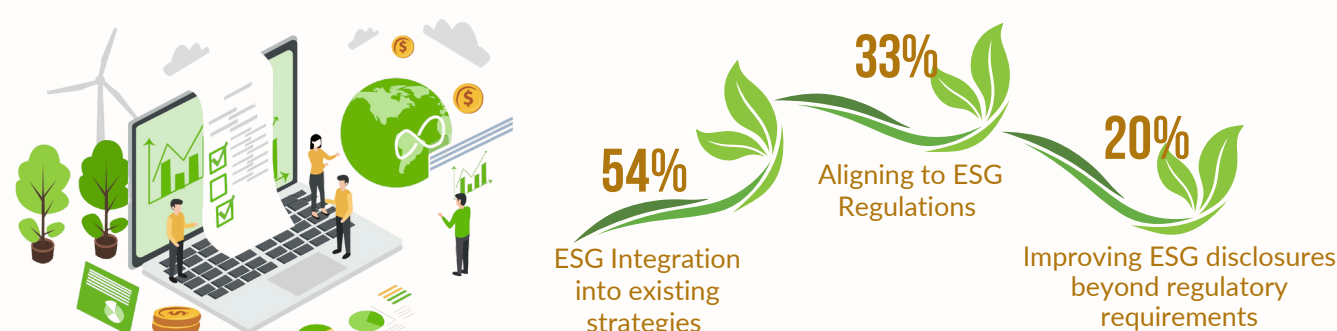 54%
ESG Integration
into existing
strategies
33%
Aligning to ESG
Regulations
20%
Improving ESG disclosures
beyond regulatory
requirements